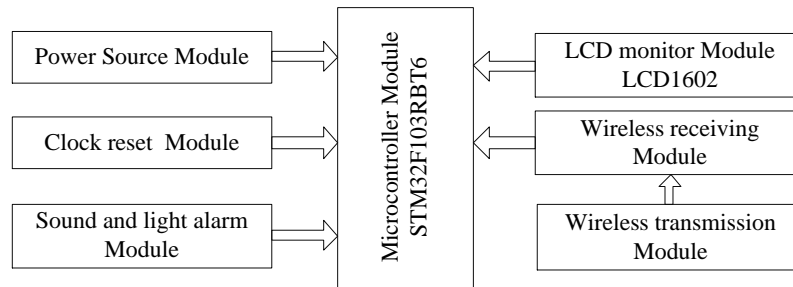 Power Source Module
Clock reset Module
Sound and light alarm
Module
Microcontroller Module
STM32F103RBT6
LCD monitor Module
LCD1602
Wireless receiving
Module
Wireless transmission
Module